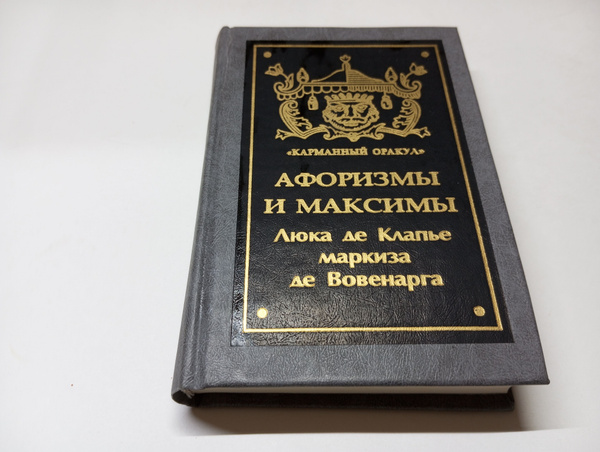 «КАРМАННЫЙ ОРАКУЛ»
АФОРИЗМЫ
И МАКСИМЫ
Люка де Клапье
маркиза
де Вовенарга